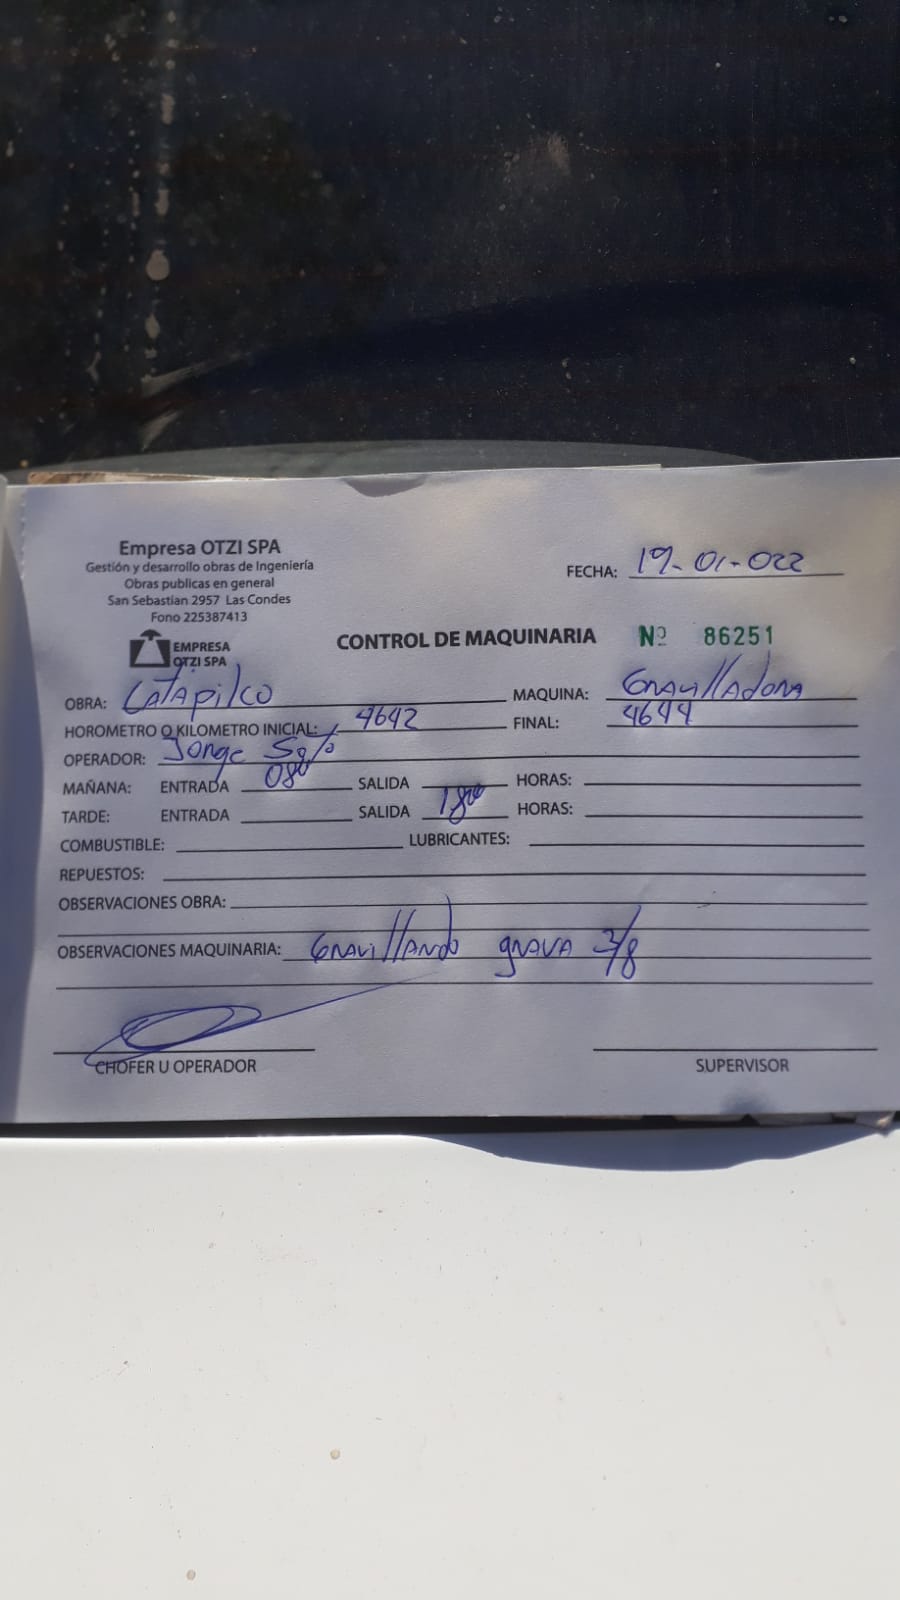 Empresa OTZI SPA
Gestión y desarrollo obras de Ingeniería
Obras publicas en general
San Sebastian 2957 Las Condes
Fono 225387413
EMPRESA
OTZI SPA
FECHA: 19-01-022
CONTROL DE MAQUINARIA Nº 86251
OBRA: Catapilco MAQUINA: Gravilladora
HOROMETRO O KILOMETRO INICIAL: 4642 FINAL: 4644
OPERADOR: Jorge
MAÑANA: ENTRADA 0800 SALIDA HORAS:
TARDE: ENTRADA SALIDA 1800 HORAS:
COMBUSTIBLE: LUBRICANTES:
REPUESTOS:
OBSERVACIONES OBRA:
OBSERVACIONES MAQUINARIA: Gravillando grava 3/8
CHOFER U OPERADOR SUPERVISOR